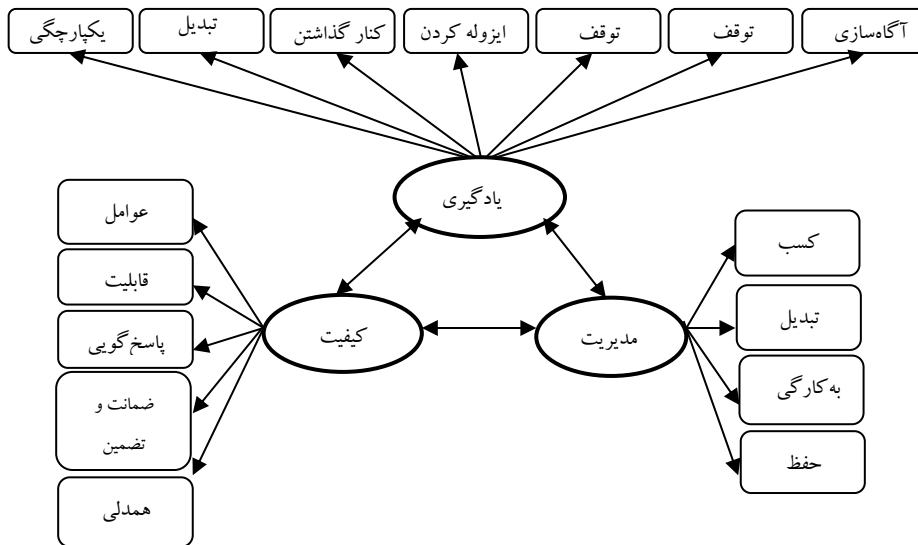 آگاه‌سازی
توقف
توقف
ایزوله کردن
کنار گذاشتن
تبدیل
یکپارچگی
یادگیری
کسب
تبدیل
به کارگی
حفظ
مدیریت
کیفیت
عوامل
قابلیت
پاسخ‌گویی
ضمانت و
تضمین
همدلی